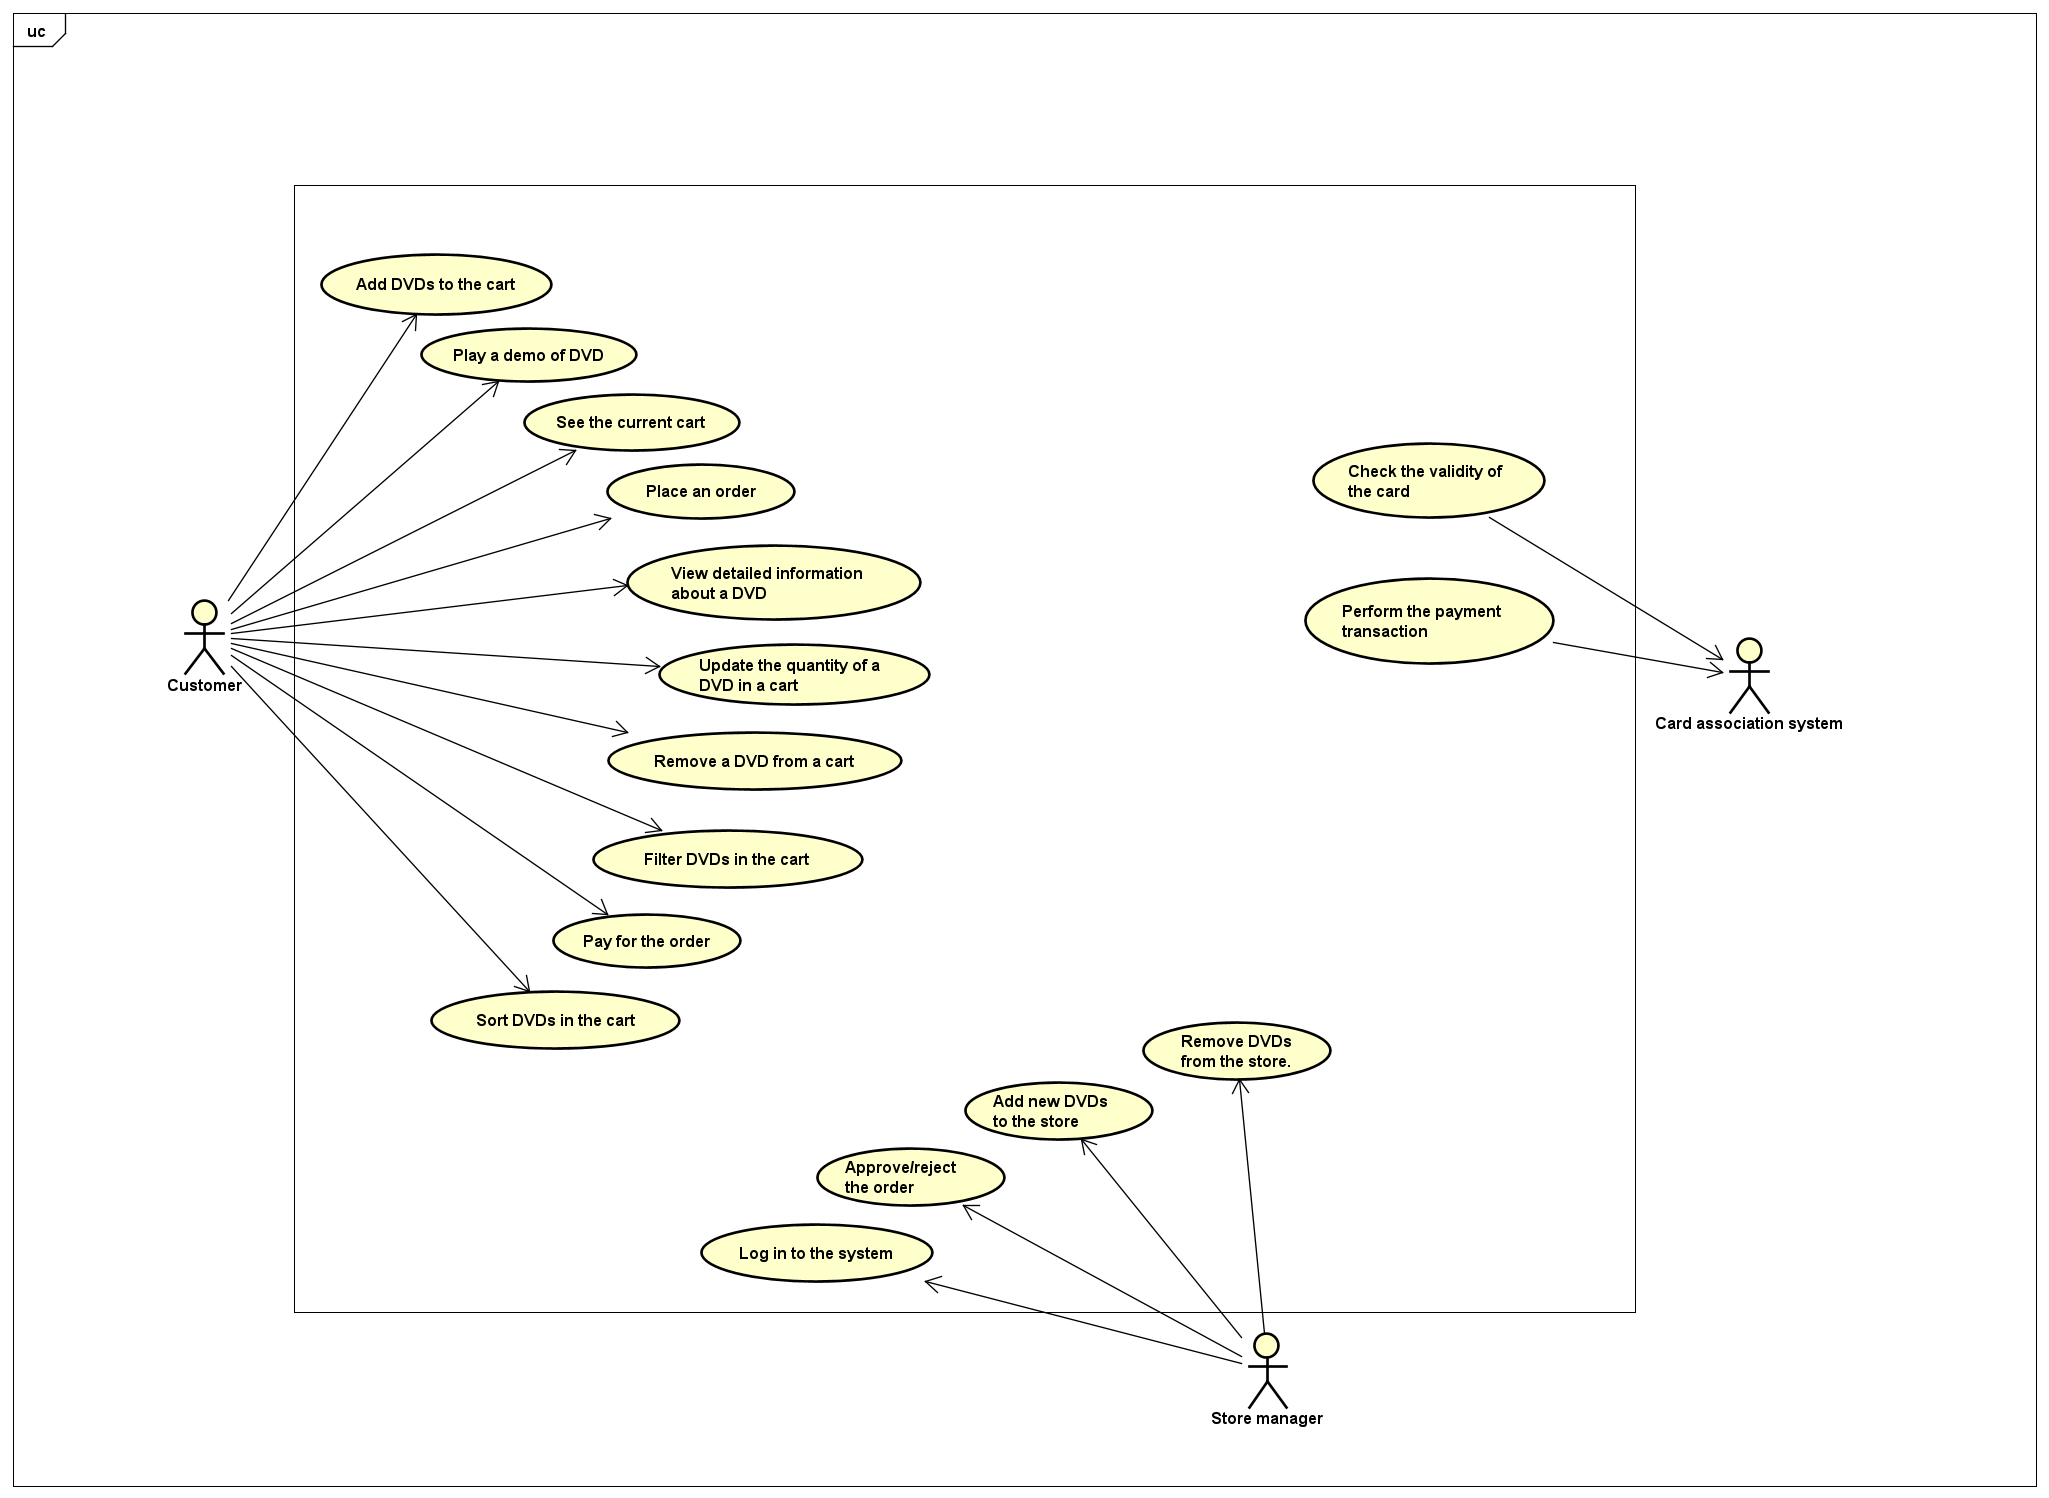 uc
Add DVDs to the cart
Play a demo of DVD
See the current cart
Place an order
View detailed information
about a DVD
Update the quantity of a
DVD in a cart
Remove a DVD from a cart
Filter DVDs in the cart
Pay for the order
Sort DVDs in the cart
Customer
Check the validity of
the card
Perform the payment
transaction
Card association system
Remove DVDs
from the store.
Add new DVDs
to the store
Approve/reject
the order
Log in to the system
Store manager